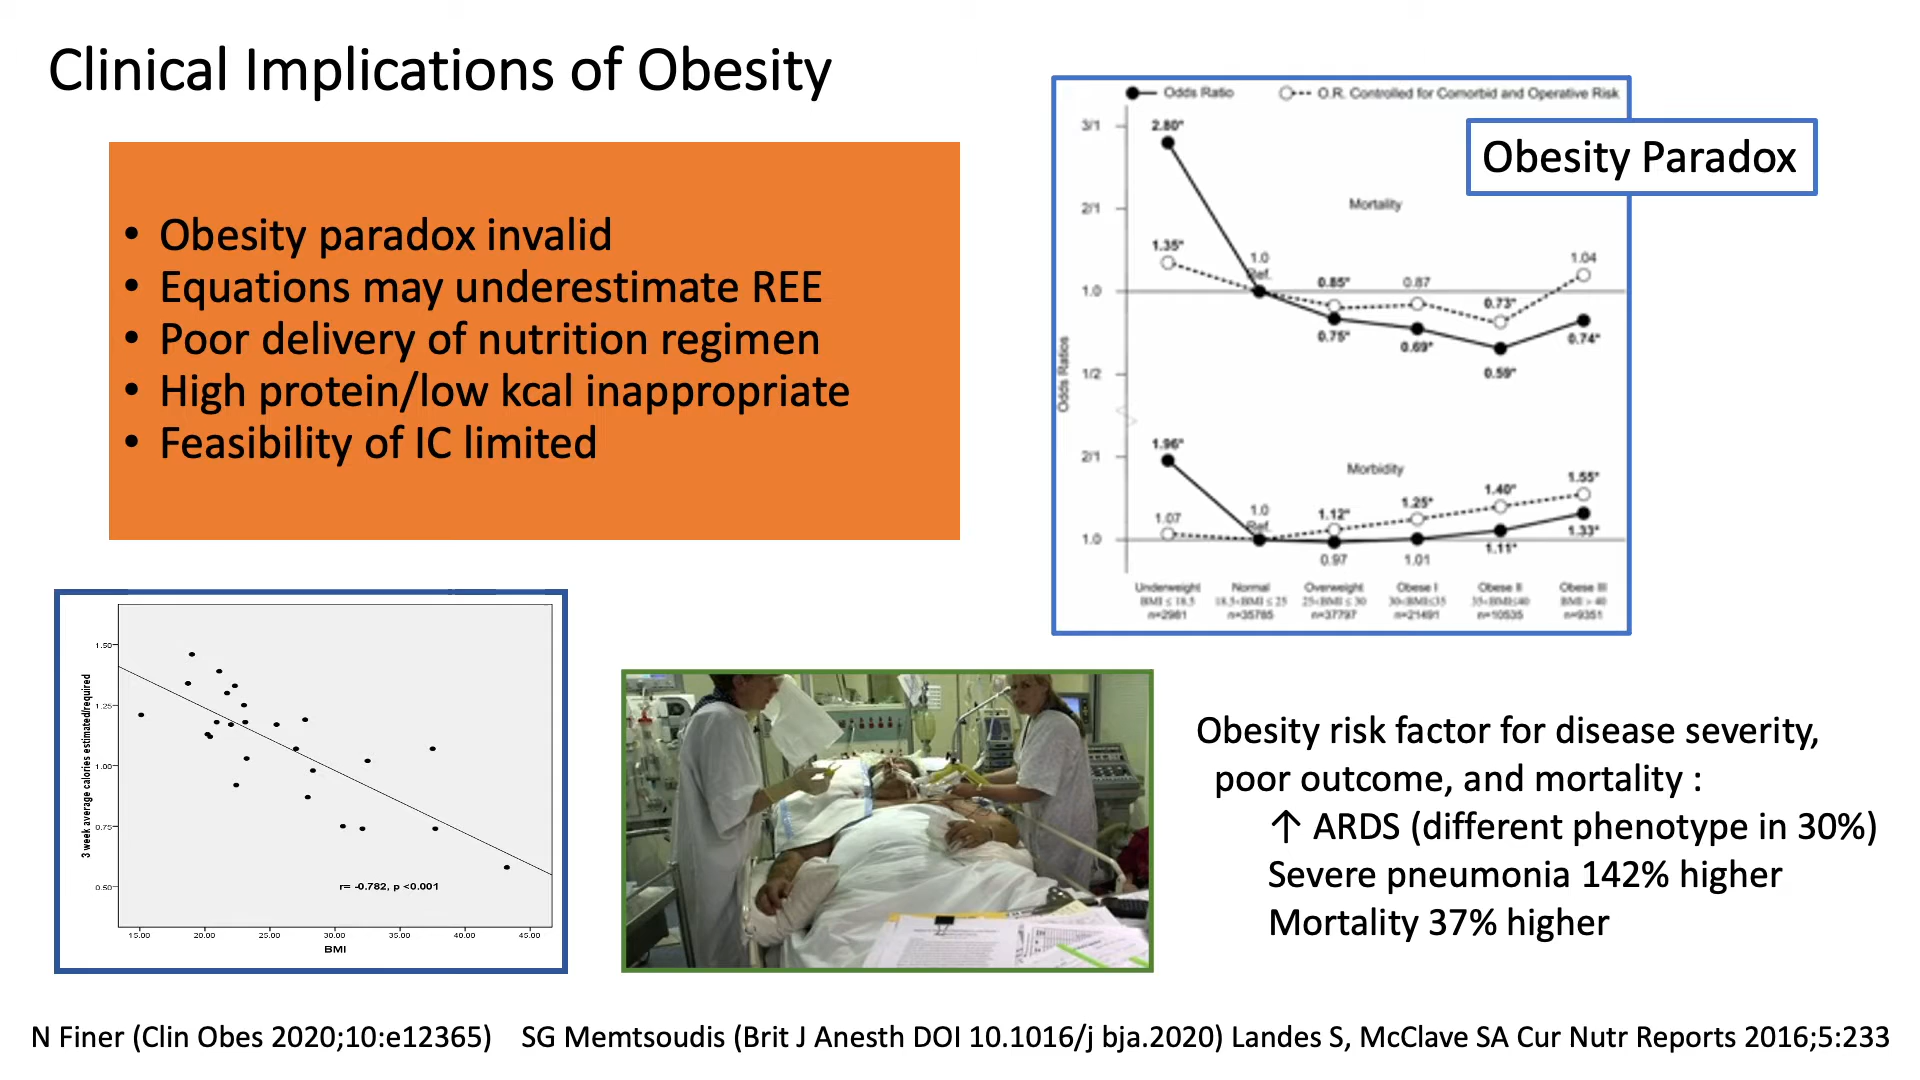 Clinical Implications of Obesity
• Obesity paradox invalid
• Equations may underestimate REE
• Poor delivery of nutrition regimen
• High protein/low kcal inappropriate
• Feasibility of IC limited
Odds Ratio
O.R. Controlled for Comorbid and Operative Risk
Obesity Paradox
Odds Ratios
3/1
2/1
1.0
1/2
2/1
1.0
Mortality
2.80*
1.35*
1.0
Ref.
0.85*
0.87
0.73*
1.04
0.75*
0.69*
0.59*
0.74*
Morbidity
1.96*
1.07
1.0
Ref.
1.12*
1.25*
1.40*
1.55*
0.97
1.01
1.11*
1.33*
Underweight Normal Overweight Obese I Obese II Obese III
BMI ≤ 18.5 18.5<BMI ≤ 25 25<BMI ≤ 30 30<BMI≤35 35<BMI≤40 BMI > 40
n=2981 n=35785 n=37797 n=21491 n=10535 n=9351
3 week average calories estimated/required
1.50
1.25
1.00
0.75
0.50
r= -0.782, p <0.001
15.00 20.00 25.00 30.00 35.00 40.00 45.00
BMI
Obesity risk factor for disease severity,
poor outcome, and mortality :
↑ ARDS (different phenotype in 30%)
Severe pneumonia 142% higher
Mortality 37% higher
N Finer (Clin Obes 2020;10:e12365) SG Memtsoudis (Brit J Anesth DOI 10.1016/j bja.2020) Landes S, McClave SA Cur Nutr Reports 2016;5:233